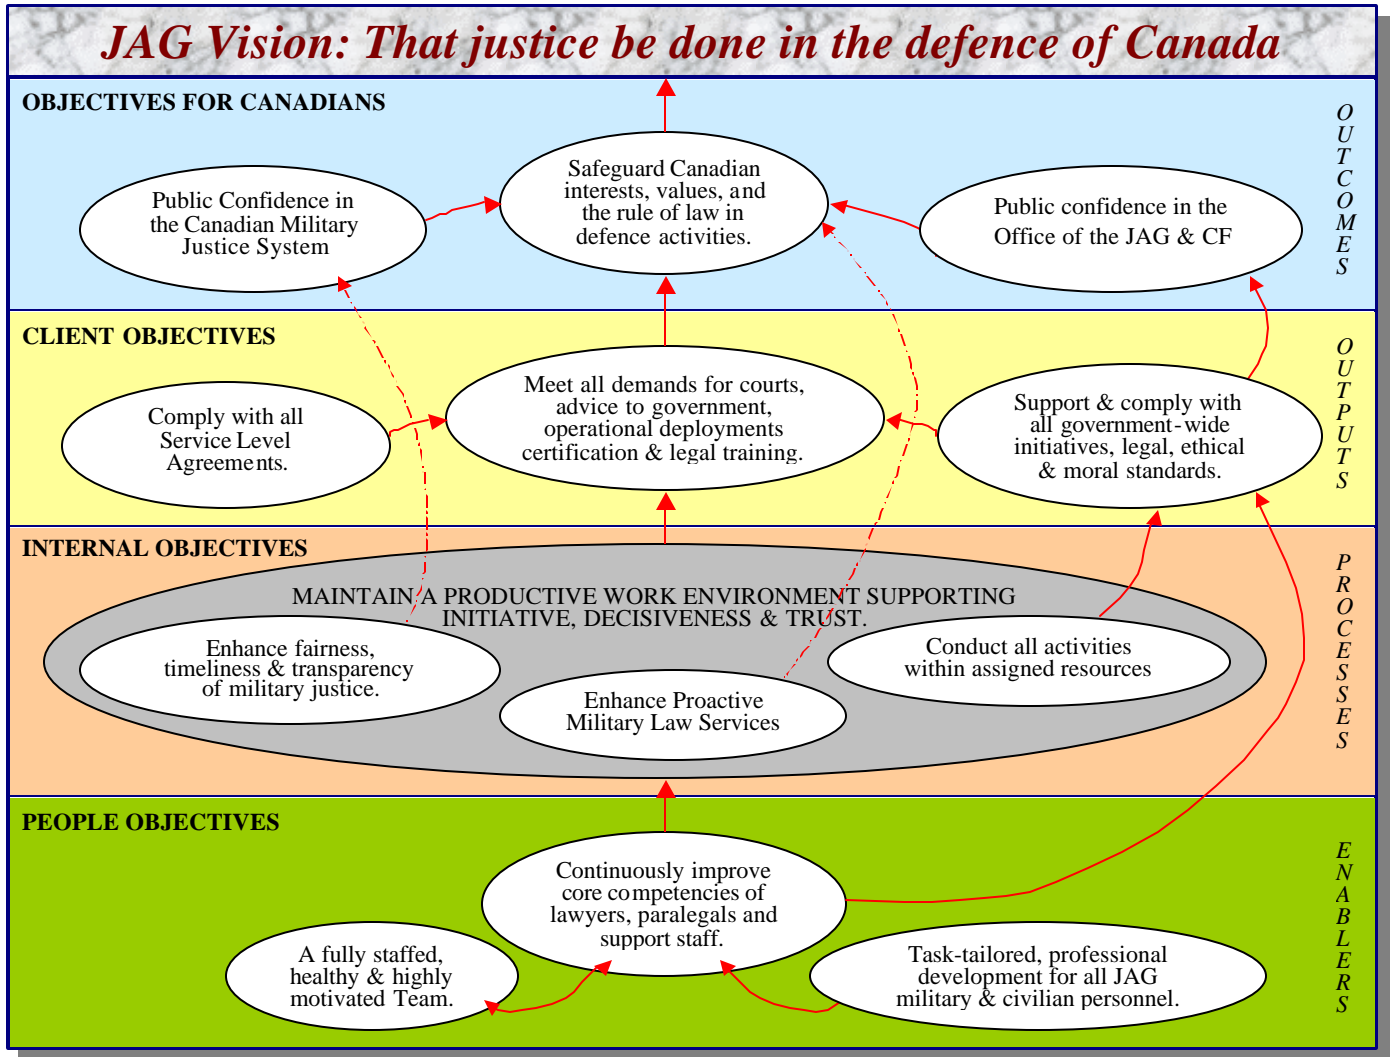 JAG Vision: That justice be done in the defence of Canada
OBJECTIVES FOR CANADIANS
OUTCOMES
Public Confidence in
the Canadian Military
Justice System
Safeguard Canadian
interests, values, and
the rule of law in
defence activities.
Public confidence in the
Office of the JAG & CF
CLIENT OBJECTIVES
OUTPUTS
Comply with all
Service Level
Agreements.
Meet all demands for courts,
advice to government,
operational deployments
certification & legal training.
Support & comply with
all government-wide
initiatives, legal, ethical
& moral standards.
INTERNAL OBJECTIVES
PROCESSES
MAINTAIN A PRODUCTIVE WORK ENVIRONMENT SUPPORTING
INITIATIVE, DECISIVENESS & TRUST.
Enhance fairness,
timeliness & transparency
of military justice.
Enhance Proactive
Military Law Services
Conduct all activities
within assigned resources
PEOPLE OBJECTIVES
ENABLERS
Continuously improve
core competencies of
lawyers, paralegals and
support staff.
A fully staffed,
healthy & highly
motivated Team.
Task-tailored, professional
development for all JAG
military & civilian personnel.